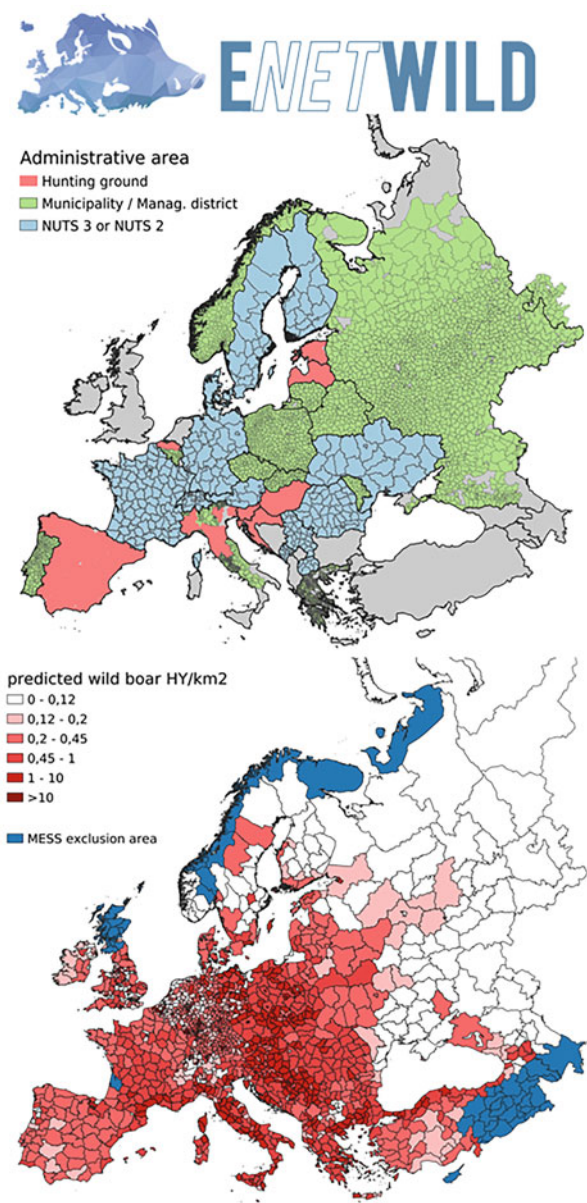 ENETWILD
Administrative area
Hunting ground
Municipality / Manag. district
NUTS 3 or NUTS 2
predicted wild boar HY/km2
0 - 0,12
0,12 - 0,2
0,2 - 0,45
0,45 - 1
1 - 10
>10
MESS exclusion area